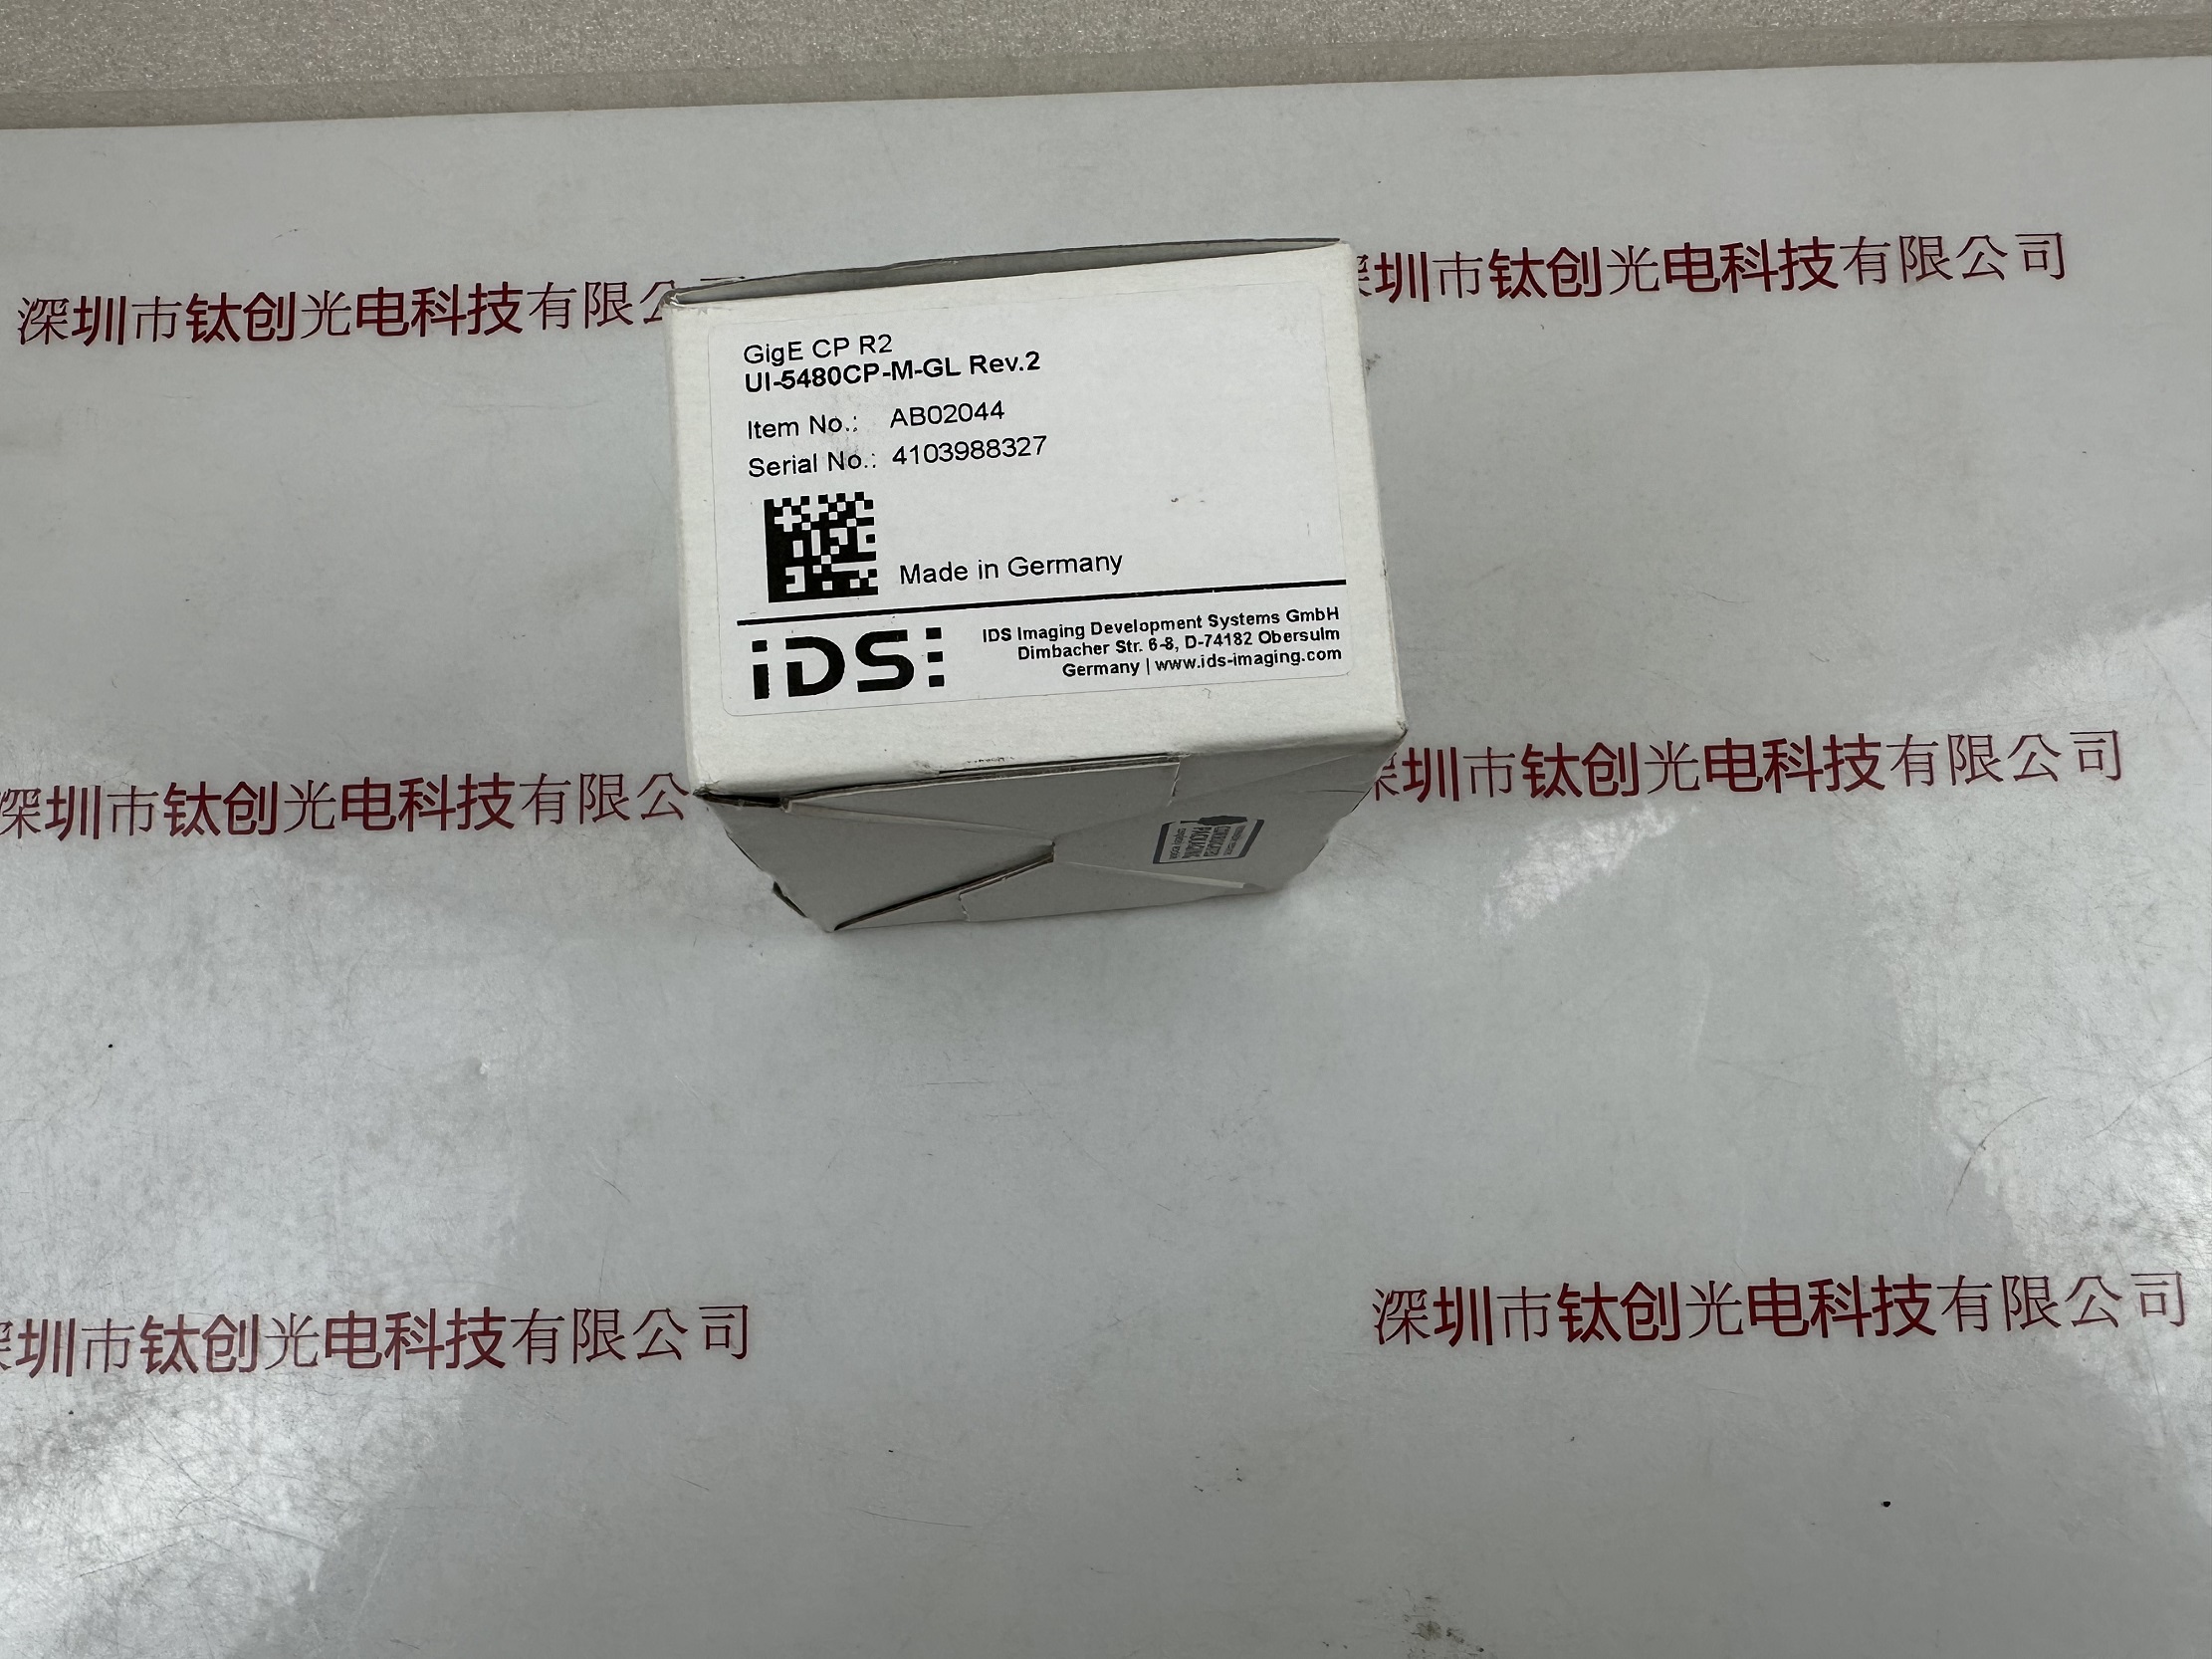 深圳市钛创光电科技有限公
圳市钛创光电科技有限公司
GigE CP R2
UI-5480CP-M-GL Rev.2
Item No.: AB02044
Serial No.: 4103988327
Made in Germany
iDS
IDS Imaging Development Systems GmbH
Dimbacher Str. 6-8, D-74182 Obersulm
Germany | www.ids-imaging.com
深圳市钛创光电科技有限公
深圳市钛创光电科技有限公司
CORRUGATED
PACKAGING
圳市钛创光电科技有限公司
深圳市钛创光电科技有限公司